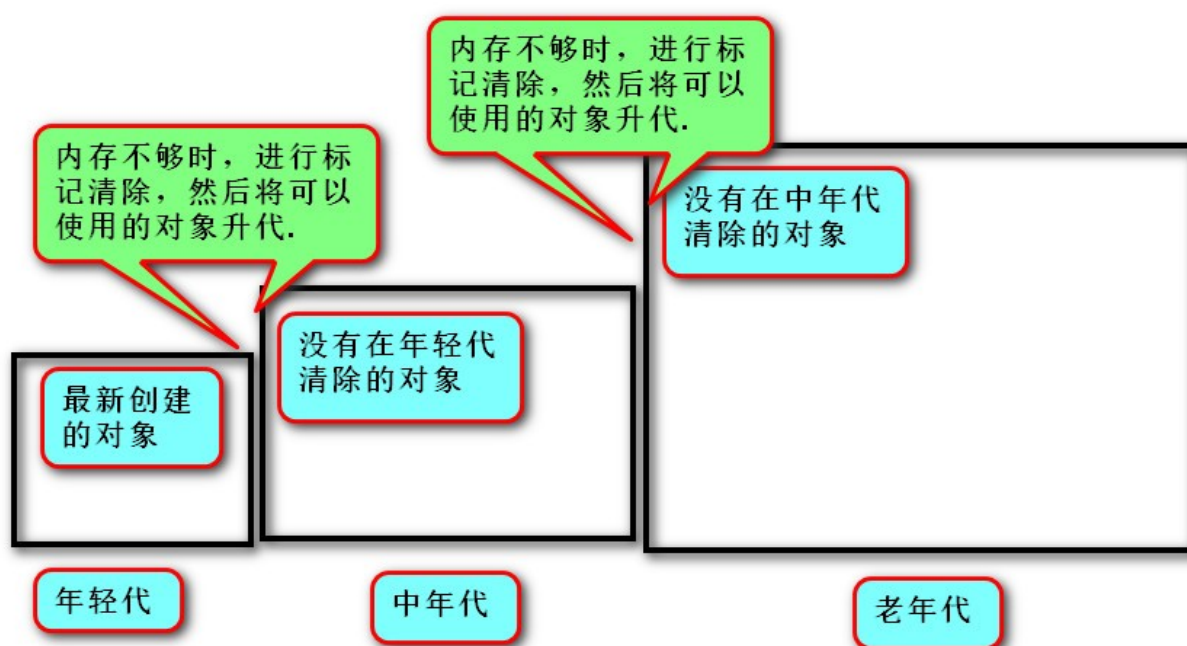 内存不够时，进行标
记清除，然后将可以
使用的对象升代.
内存不够时，进行标
记清除，然后将可以
使用的对象升代.
没有在中年代
清除的对象
没有在年轻代
清除的对象
最新创建
的对象
年轻代
中年代
老年代